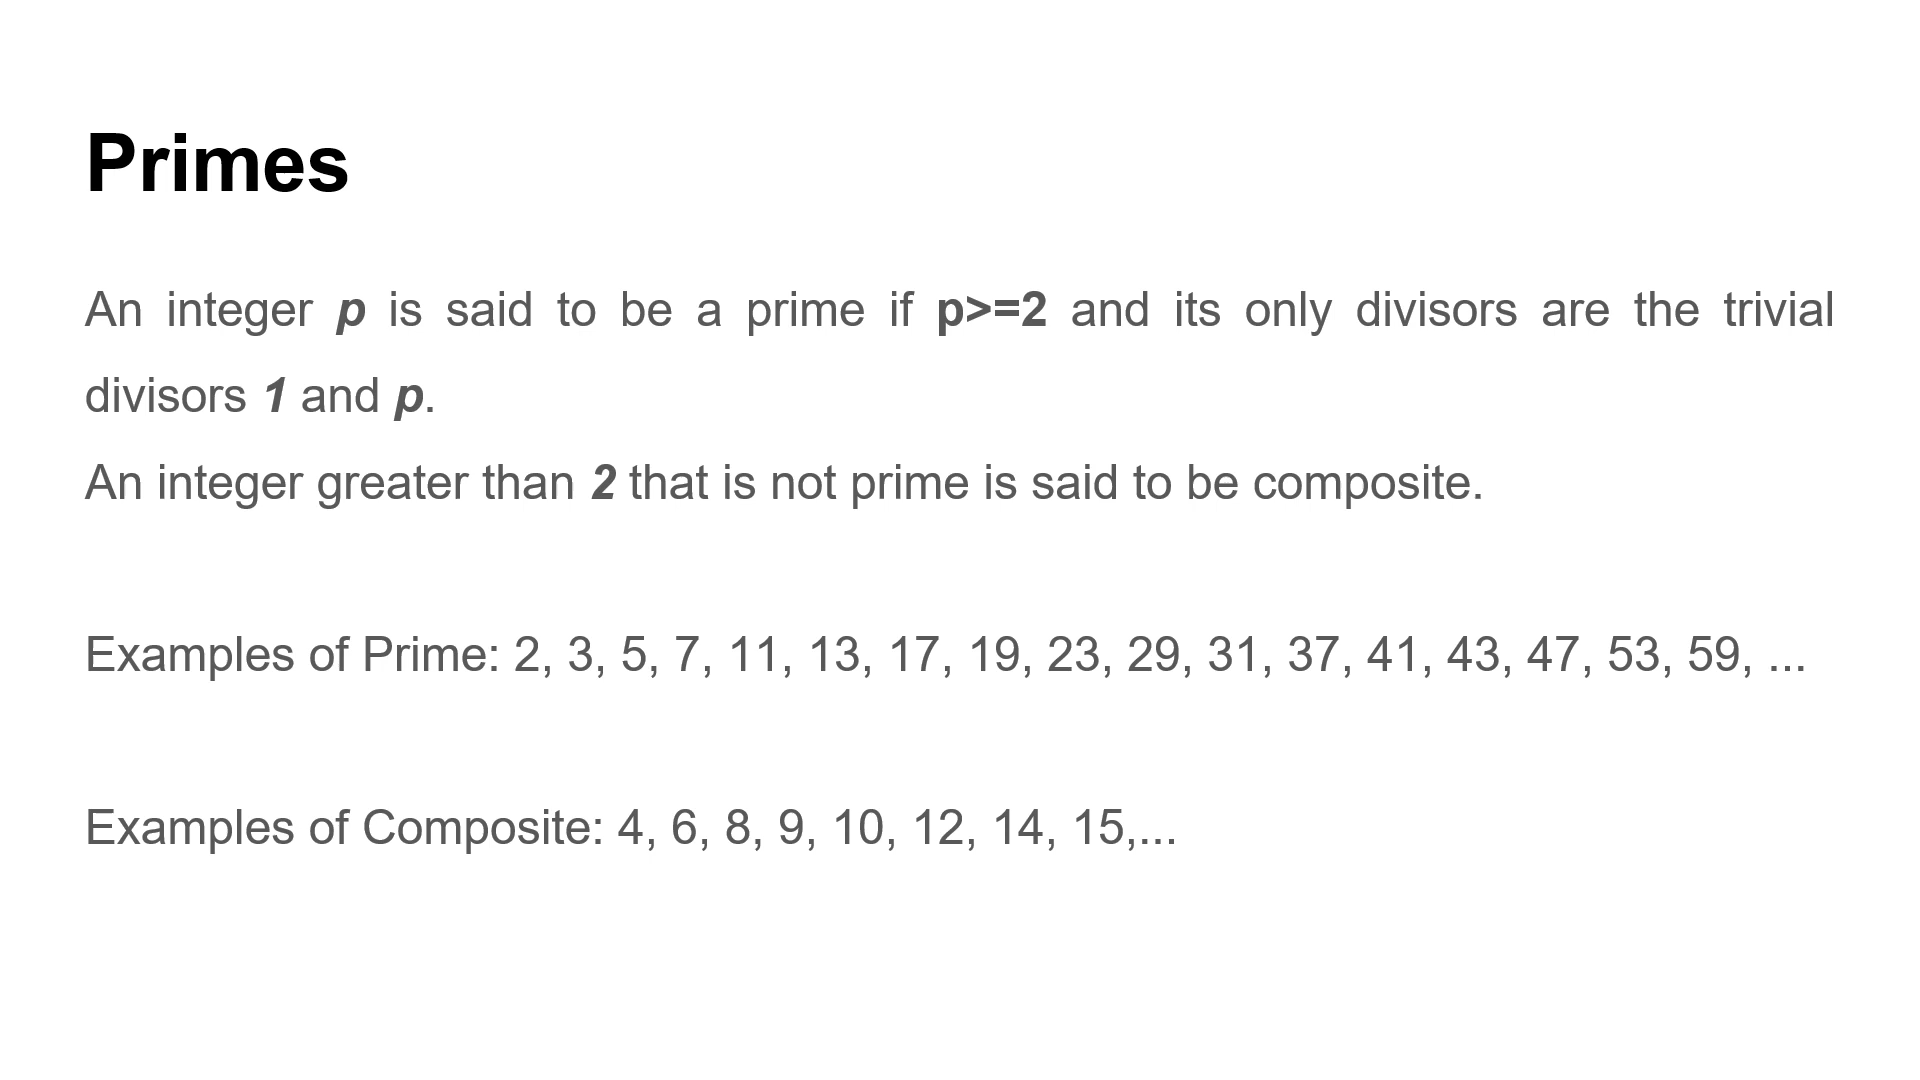 Primes
An integer p is said to be a prime if p>=2 and its only divisors are the trivial
divisors 1 and p.
An integer greater than 2 that is not prime is said to be composite.
Examples of Prime: 2, 3, 5, 7, 11, 13, 17, 19, 23, 29, 31, 37, 41, 43, 47, 53, 59, ...
Examples of Composite: 4, 6, 8, 9, 10, 12, 14, 15,...